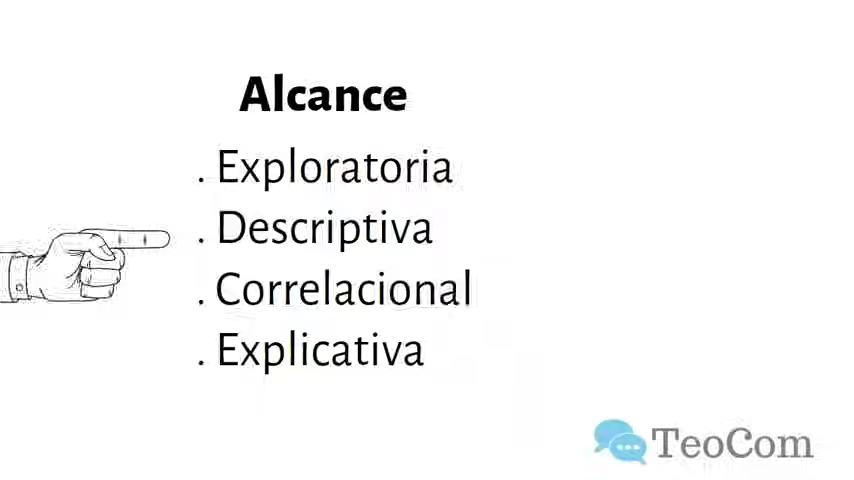 Alcance
. Exploratoria
. Descriptiva
. Correlacional
. Explicativa
TeoCom